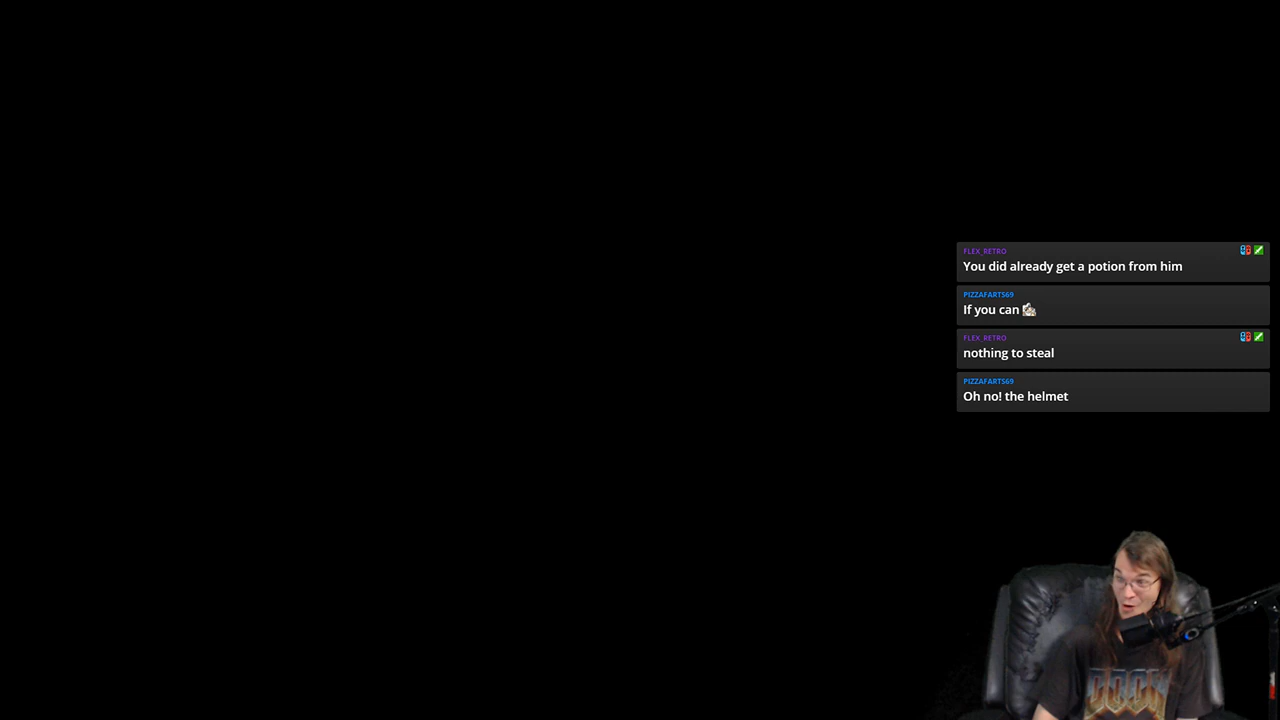 FLEX_RETRO
You did already get a potion from him
PIZZAFARTS69
If you can
FLEX_RETRO
nothing to steal
PIZZAFARTS69
Oh no! the helmet
DOOM